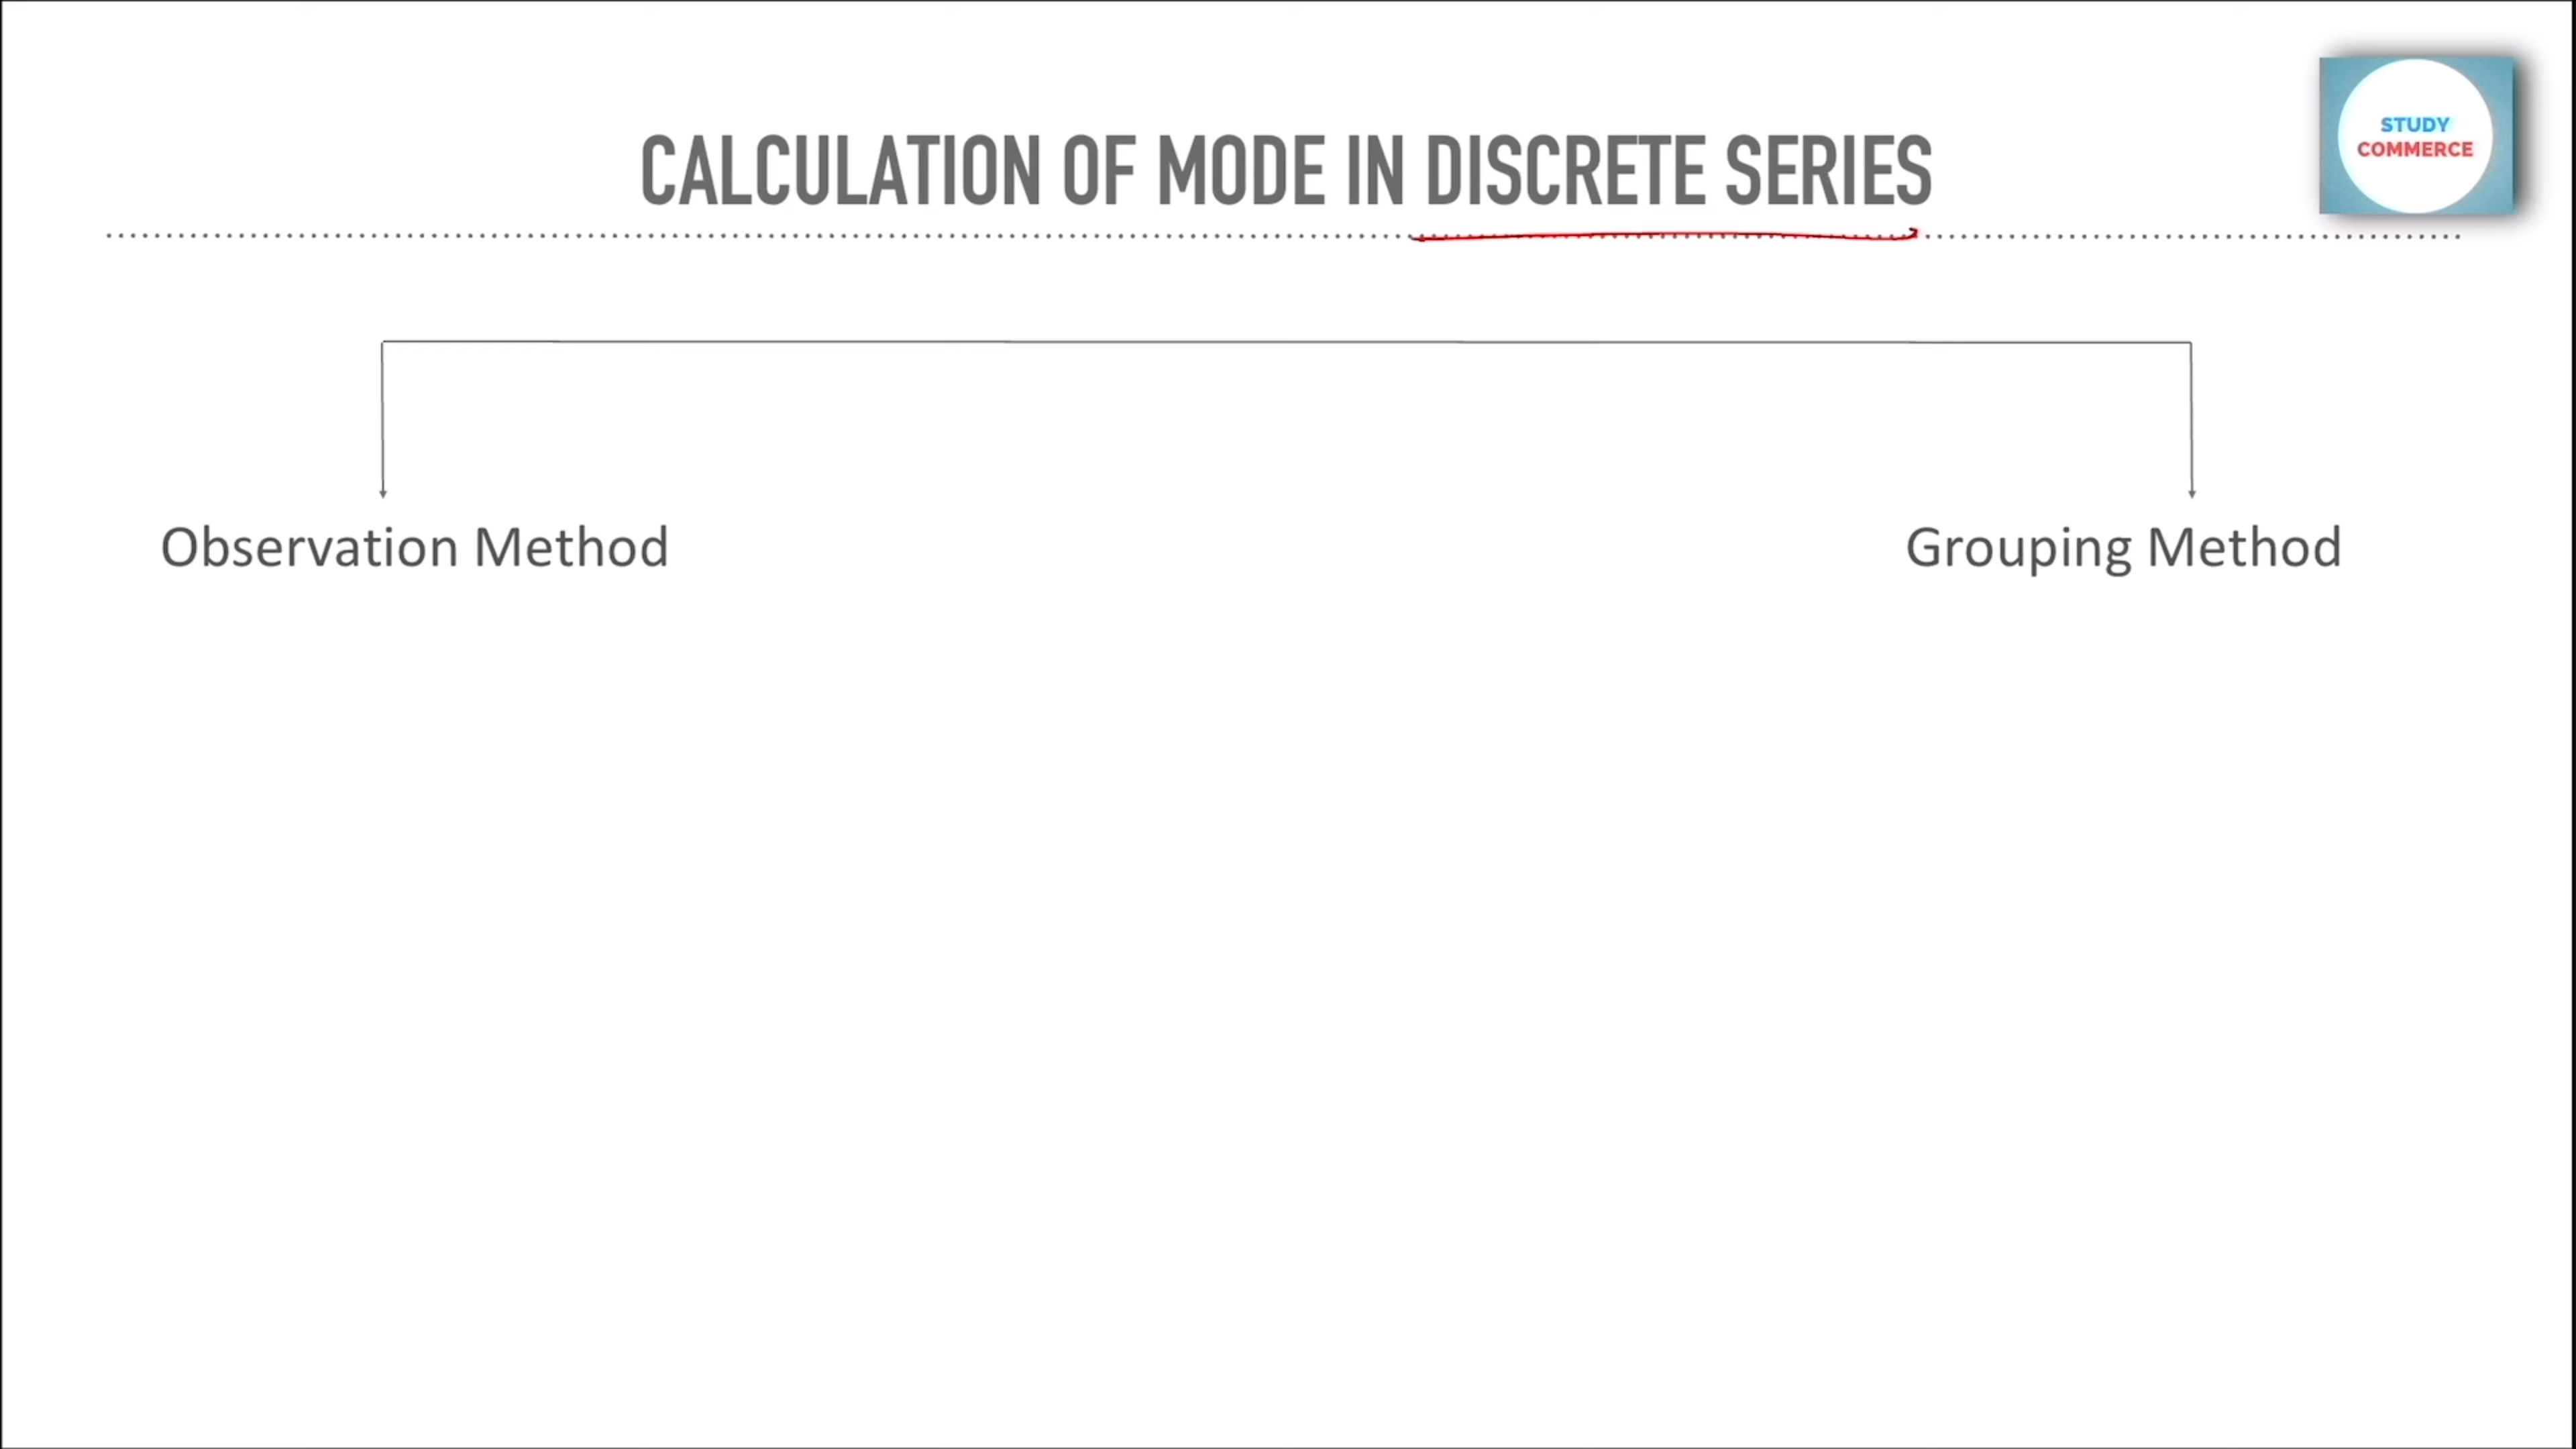 CALCULATION OF MODE IN DISCRETE SERIES
STUDY
COMMERCE
Observation Method
Grouping Method